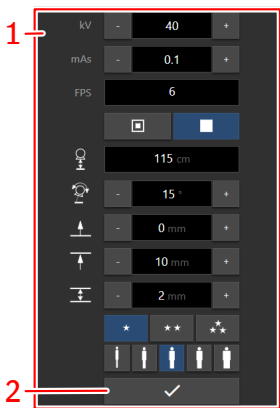 1
kV - 40 +
mAs - 0.1 +
FPS 6
115 cm
- 15 ° +
- 0 mm +
- 10 mm +
- 2 mm +
2